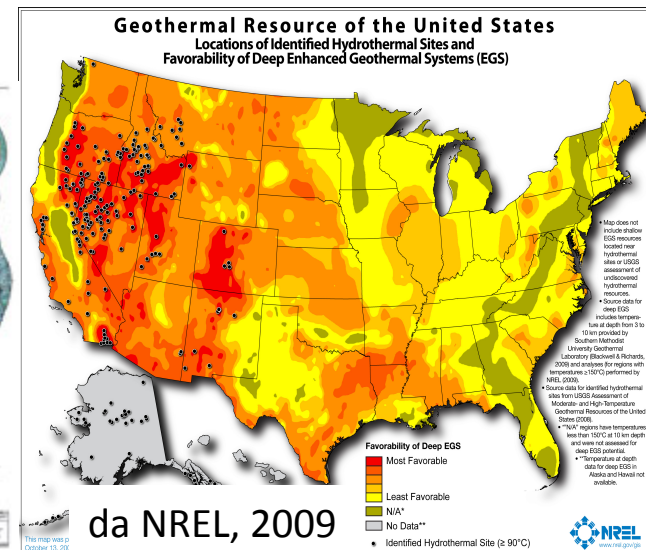 Geothermal Resource of the United States
Locations of Identified Hydrothermal Sites and
Favorability of Deep Enhanced Geothermal Systems (EGS)
• Map does not
include shallow
EGS resources
located near
hydrothermal
sites or USGS
assessment of
undiscovered
hydrothermal
resources.
• Source data for
deep EGS
includes tempera-
ture at depth from 3 to
10 km provided by
Southern Methodist
University Geothermal
Laboratory (Blackwell & Richards,
2009) and analyses (for regions with
temperatures ≥150°C) performed by
NREL (2009).
• Source data for identified hydrothermal
sites from USGS Assessment of
Moderate- and High-Temperature
Geothermal Resources of the United
States (2008).
• *"N/A" regions have temperatures
less than 150°C at 10 km depth
and were not assessed for
deep EGS potential.
• **Temperature at depth
data for deep EGS in
Alaska and Hawaii not
available.
Favorability of Deep EGS
Most Favorable
Least Favorable
N/A*
No Data**
Identified Hydrothermal Site (≥ 90°C)
da NREL, 2009
This map was p
October 13, 200
NREL
www.nrel.gov/gis